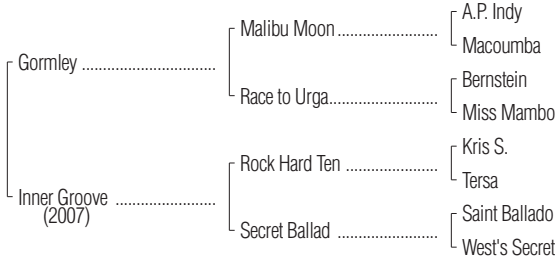 A.P. Indy
Malibu Moon ........................
Macoumba
Gormley ................................
Bernstein
Race to Urga..........................
Miss Mambo
Kris S.
Rock Hard Ten ......................
Tersa
Inner Groove ........................
(2007)
Saint Ballado
Secret Ballad ........................
West's Secret